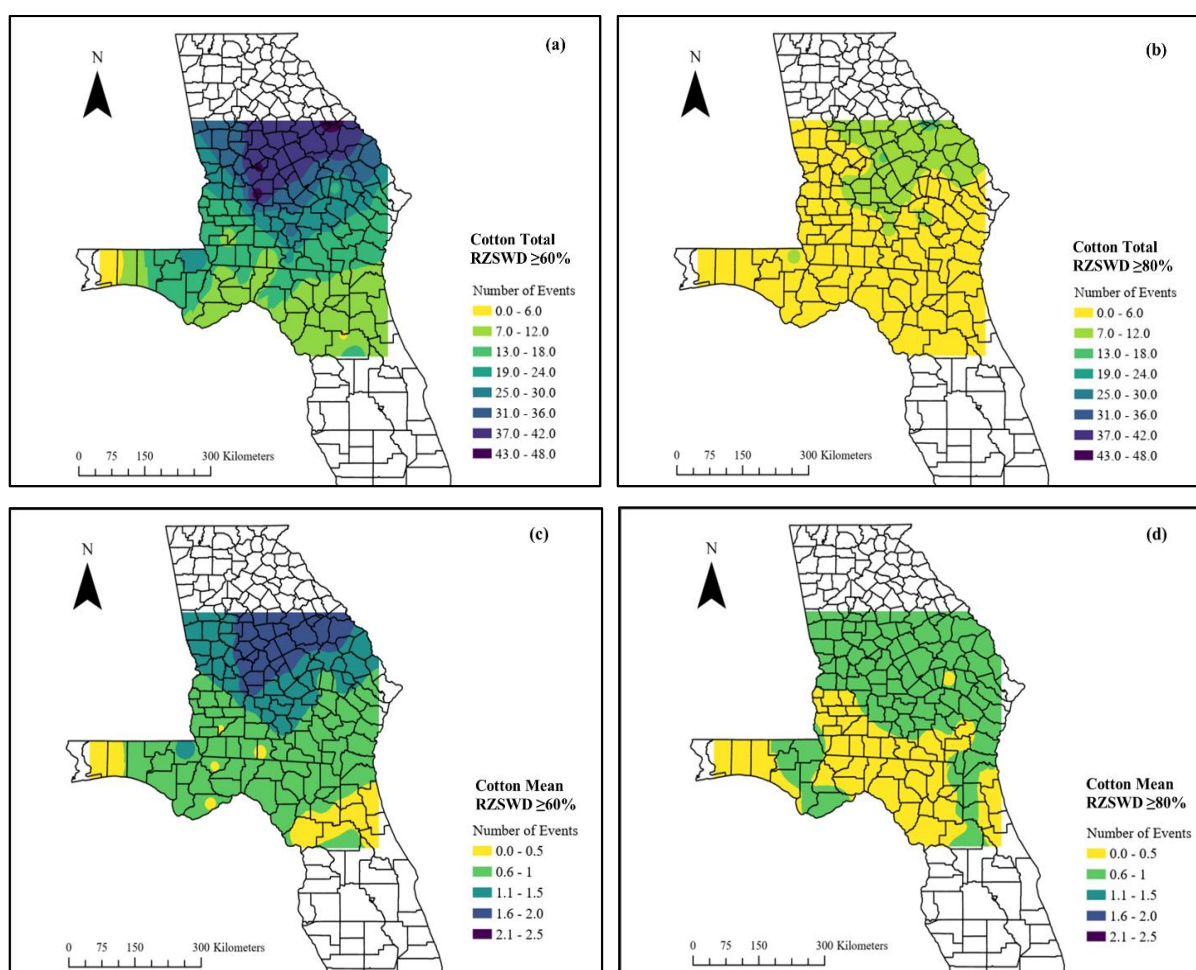 (a)
N
Cotton Total
RZSWD ≥60%
Number of Events
0.0 - 6.0
7.0 - 12.0
13.0 - 18.0
19.0 - 24.0
25.0 - 30.0
31.0 - 36.0
37.0 - 42.0
43.0 - 48.0
0 75 150 300 Kilometers
(b)
N
Cotton Total
RZSWD ≥80%
Number of Events
0.0 - 6.0
7.0 - 12.0
13.0 - 18.0
19.0 - 24.0
25.0 - 30.0
31.0 - 36.0
37.0 - 42.0
43.0 - 48.0
0 75 150 300 Kilometers
(c)
N
Cotton Mean
RZSWD ≥60%
Number of Events
0.0 - 0.5
0.6 - 1
1.1 - 1.5
1.6 - 2.0
2.1 - 2.5
0 75 150 300 Kilometers
(d)
N
Cotton Mean
RZSWD ≥80%
Number of Events
0.0 - 0.5
0.6 - 1
1.1 - 1.5
1.6 - 2.0
2.1 - 2.5
0 75 150 300 Kilometers